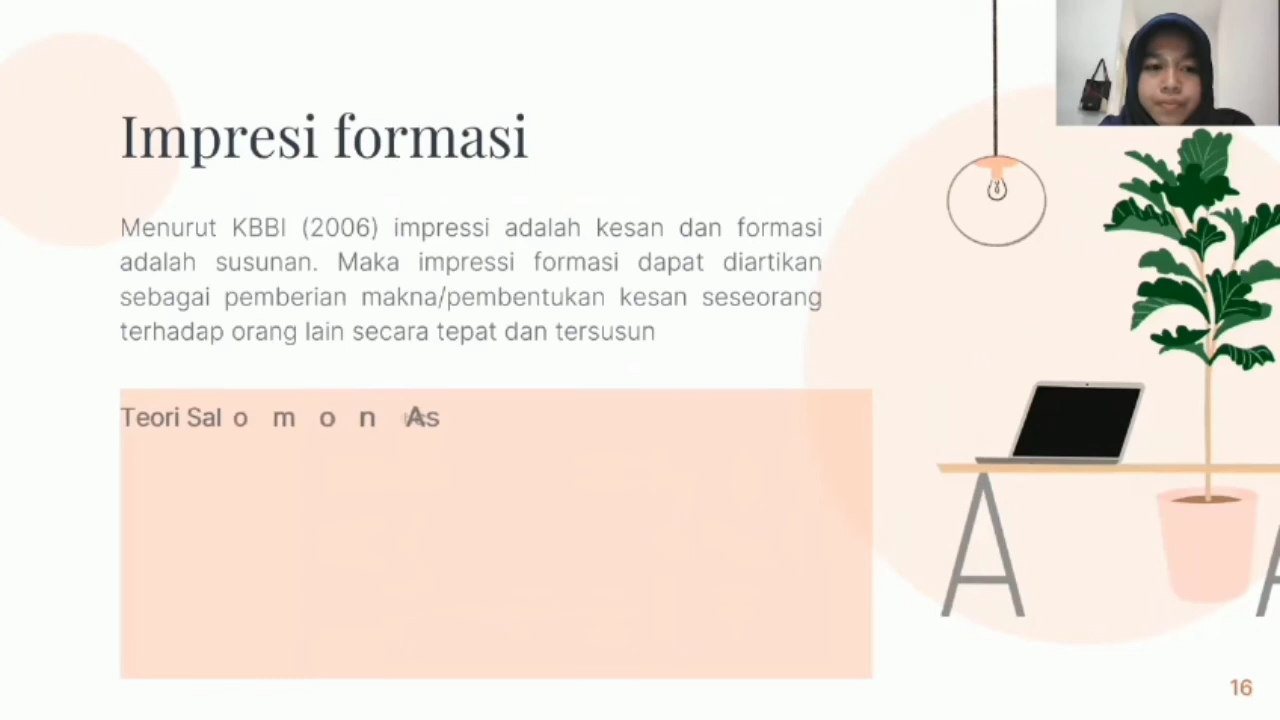 Impresi formasi
Menurut KBBI (2006) impressi adalah kesan dan formasi
adalah susunan. Maka impressi formasi dapat diartikan
sebagai pemberian makna/pembentukan kesan seseorang
terhadap orang lain secara tepat dan tersusun
Teori Salomon As
16